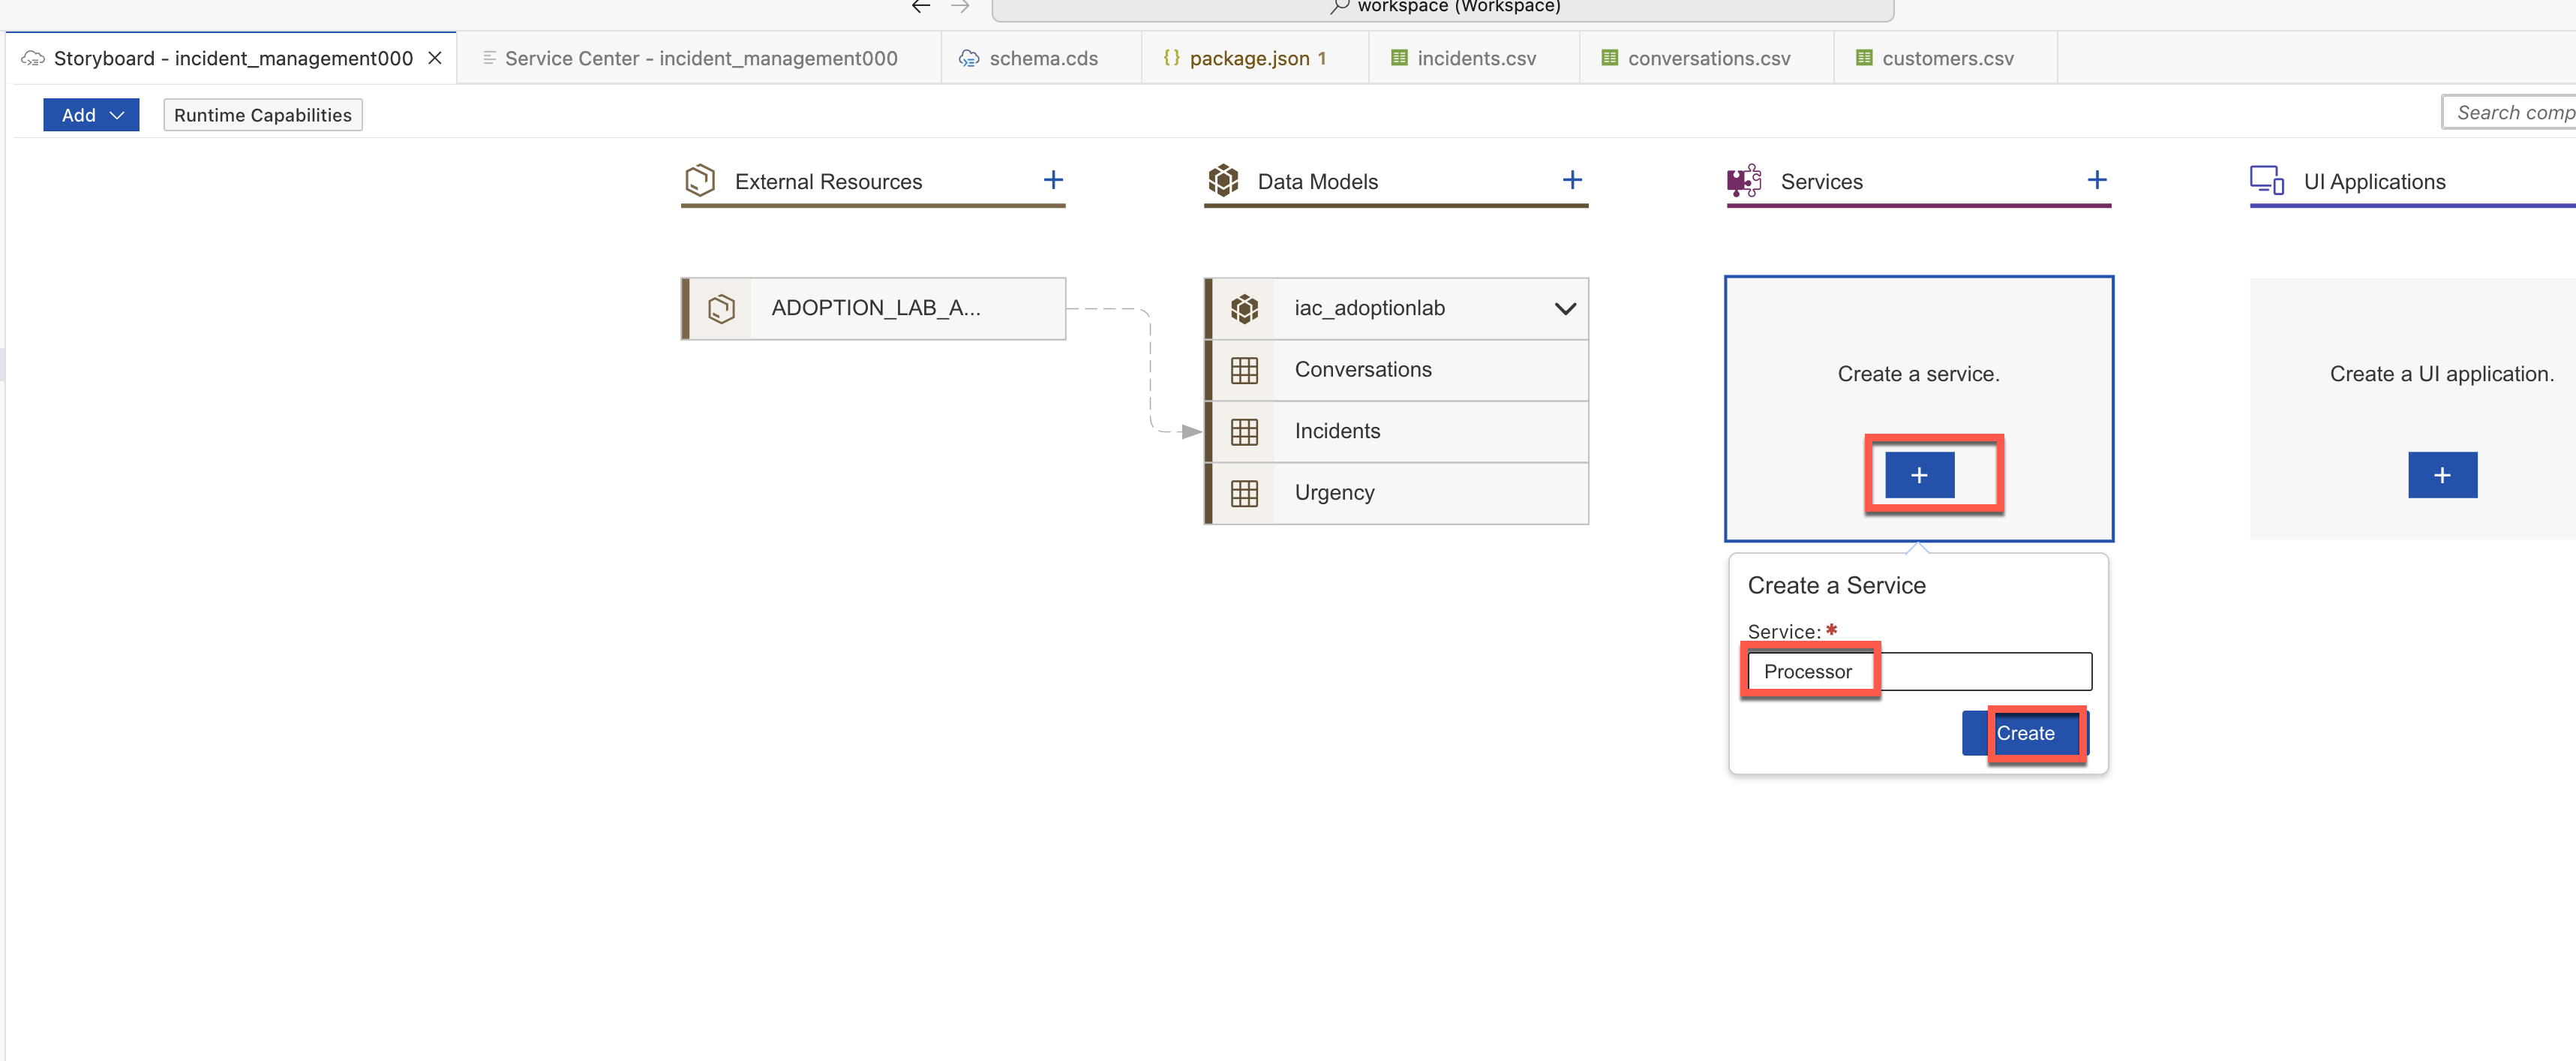 workspace (Workspace)
Storyboard - incident_management000
Service Center - incident_management000
schema.cds
{} package.json 1
incidents.csv
conversations.csv
customers.csv
Add
Runtime Capabilities
Search comp
External Resources
Data Models
Services
UI Applications
ADOPTION_LAB_A...
iac_adoptionlab
Conversations
Incidents
Urgency
Create a service.
Create a UI application.
Create a Service
Service: *
Processor
Create